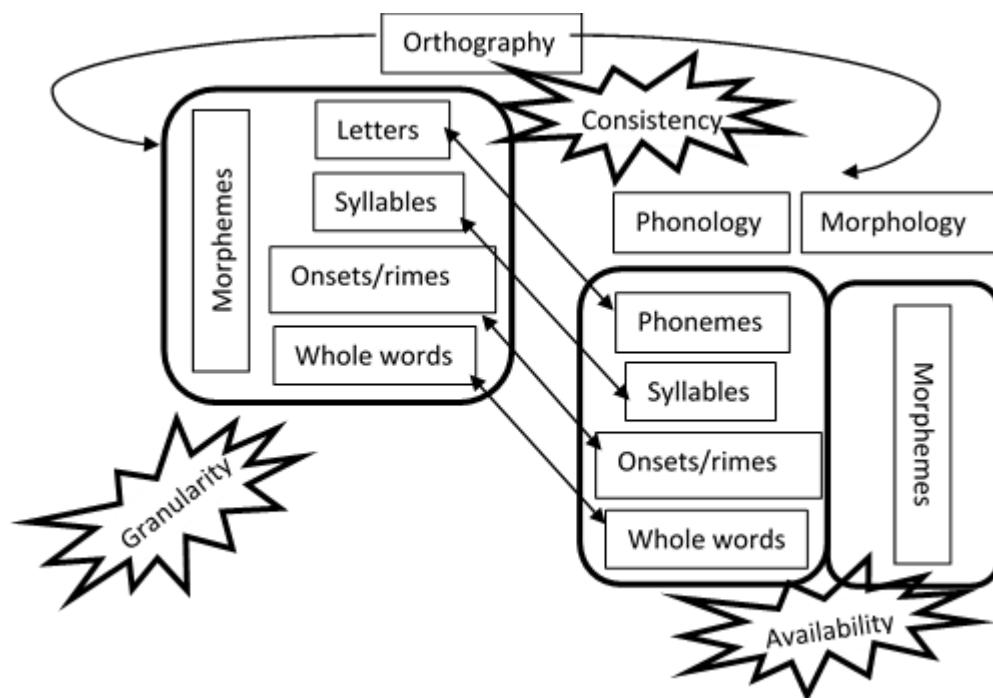 Orthography
Consistency
Letters
Syllables
Onsets/rimes
Whole words
Morphemes
Granularity
Phonology
Morphology
Phonemes
Syllables
Onsets/rimes
Whole words
Morphemes
Availability